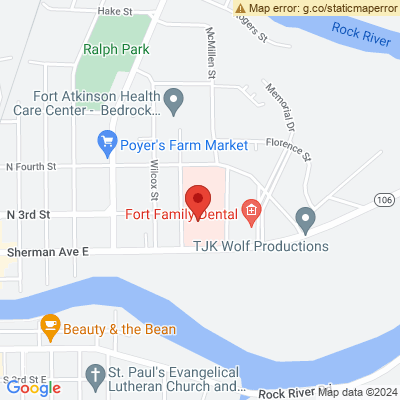 Map error: g.co/staticmaperror
Hake St
Rogers St
Rock River
Ralph Park
McMillen St
Memorial Dr
Fort Atkinson Health
Care Center - Bedrock...
Poyer's Farm Market
Florence St
N Fourth St
Wilcox St
106
N 3rd St
Fort Family Dental
TJK Wolf Productions
Sherman Ave E
Beauty & the Bean
St. Paul's Evangelical
Lutheran Church and...
S 3rd St E
Google
Rock River
Map data ©2024